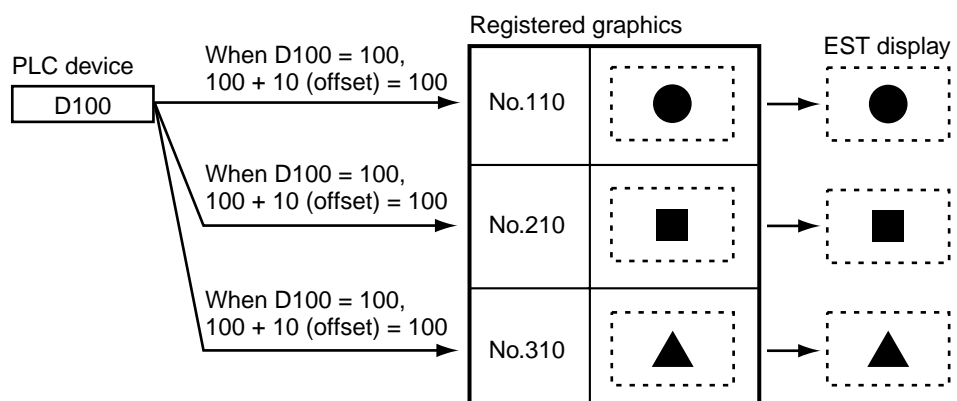 Registered graphics
EST display
PLC device
D100
When D100 = 100,
100 + 10 (offset) = 100
No.110
When D100 = 100,
100 + 10 (offset) = 100
No.210
When D100 = 100,
100 + 10 (offset) = 100
No.310